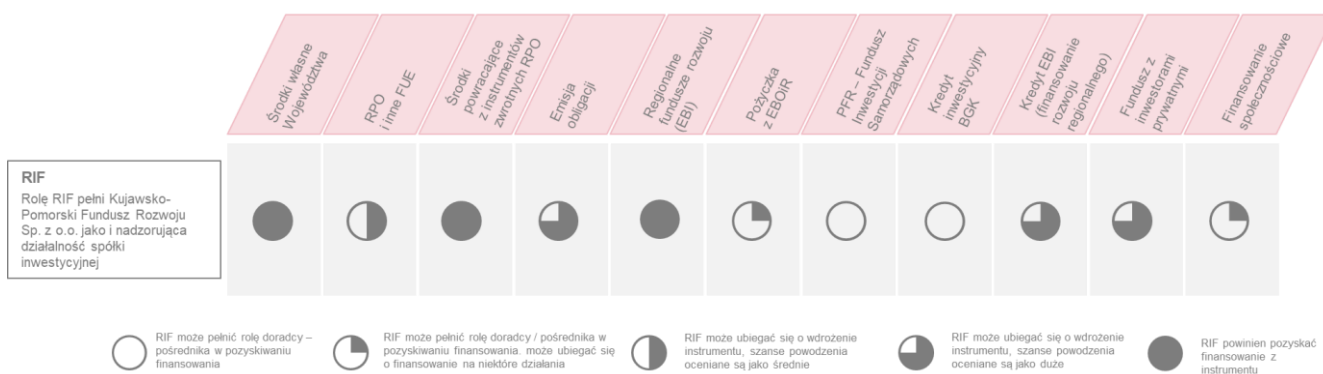 Środki własne
Województwa
RPO
i inne FUE
Środki
powracające
z instrumentów
zwrotnych RPO
Emisja
obligacji
Regionalne
fundusze rozwoju
(EBI)
Pożyczka
z EBOiR
PFR – Fundusz
Inwestycji
Samorządowych
Kredyt
inwestycyjny
BGK
Kredyt EBI
(finansowanie
rozwoju
regionalnego)
Fundusz z
inwestorami
prywatnymi
Finansowanie
społecznościowe
RIF
Rolę RIF pełni Kujawsko-
Pomorski Fundusz Rozwoju
Sp. z o.o. jako i nadzorująca
działalność spółki
inwestycyjnej
RIF może pełnić rolę doradcy –
pośrednika w pozyskiwaniu
finansowania
RIF może pełnić rolę doradcy / pośrednika w
pozyskiwaniu finansowania. może ubiegać się
o finansowanie na niektóre działania
RIF może ubiegać się o wdrożenie
instrumentu, szanse powodzenia
oceniane są jako średnie
RIF może ubiegać się o wdrożenie
instrumentu, szanse powodzenia
oceniane są jako duże
RIF powinien pozyskać
finansowanie z
instrumentu